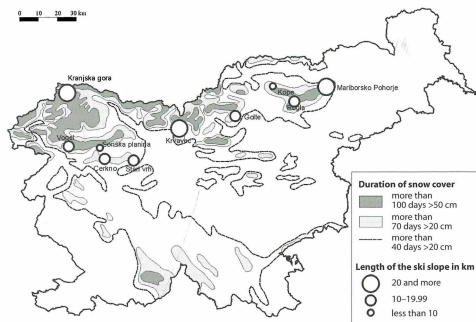 0 10 20 30 km
Kranjska gora
Kope
Mariborsko Pohorje
Rogla
Golte
Krvavec
Vogel
Soriška planina
Cerkno
Stari vrh
Duration of snow cover
more than
100 days >50 cm
more than
70 days >20 cm
more than
40 days >20 cm
Length of the ski slope in km
20 and more
10–19.99
less than 10